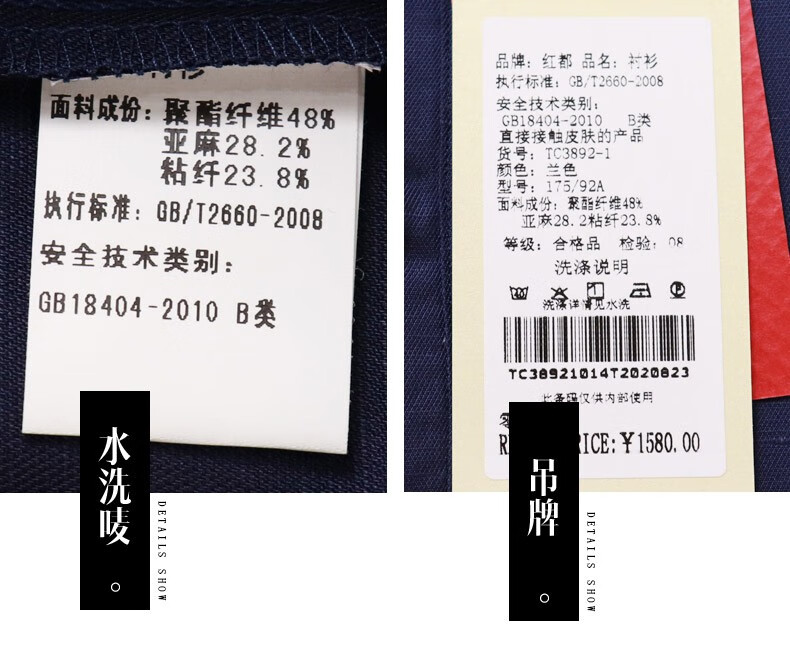 面料成份：聚酯纤维48%
亚麻28.2%
粘纤23.8%
执行标准：GB/T2660-2008
安全技术类别：
GB18404-2010 B类
水洗唛
DETAILS SHOW
品牌：红都 品名：衬衫
执行标准：GB/T2660-2008
安全技术类别：
GB18404-2010 B类
直接接触皮肤的产品
货号：TC3892-1
颜色：兰色
型号：175/92A
面料成份：聚酯纤维48%
亚麻28.2粘纤23.8%
等级：合格品 检验：08
洗涤说明
洗涤详情见水洗
TC38921014T2020823
此条码仅供内部使用
RICE:￥1580.00
吊牌
DETAILS SHOW